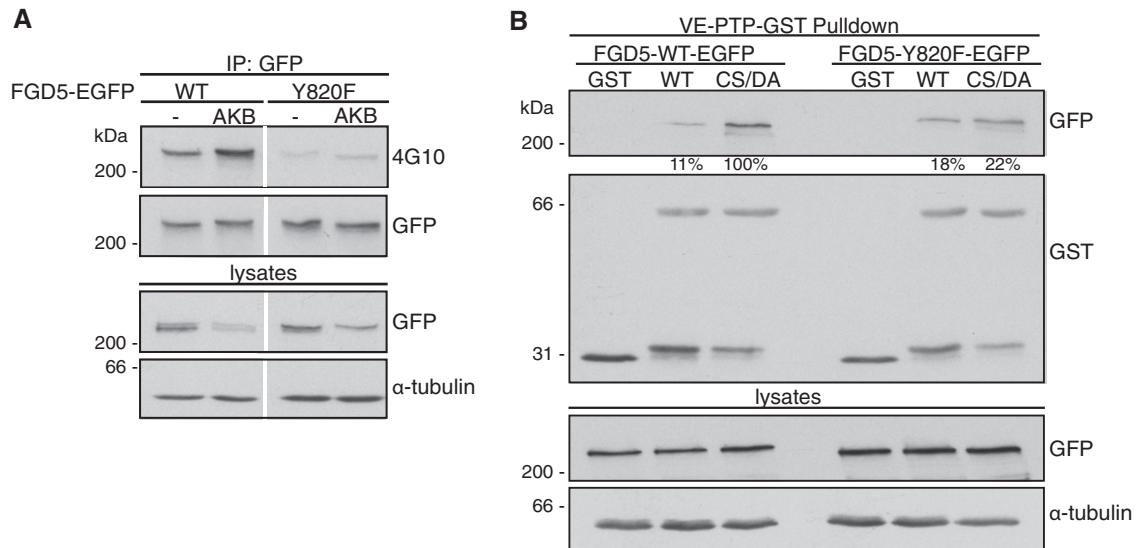 A
IP: GFP
FGD5-EGFP WT Y820F
- AKB - AKB
kDa
200 -
4G10
200 -
GFP
lysates
200 -
GFP
66 -
α-tubulin
B
VE-PTP-GST Pulldown
FGD5-WT-EGFP FGD5-Y820F-EGFP
GST WT CS/DA GST WT CS/DA
kDa
200 -
GFP
11% 100% 18% 22%
66 -
GST
31 -
lysates
GFP
200 -
66 -
α-tubulin